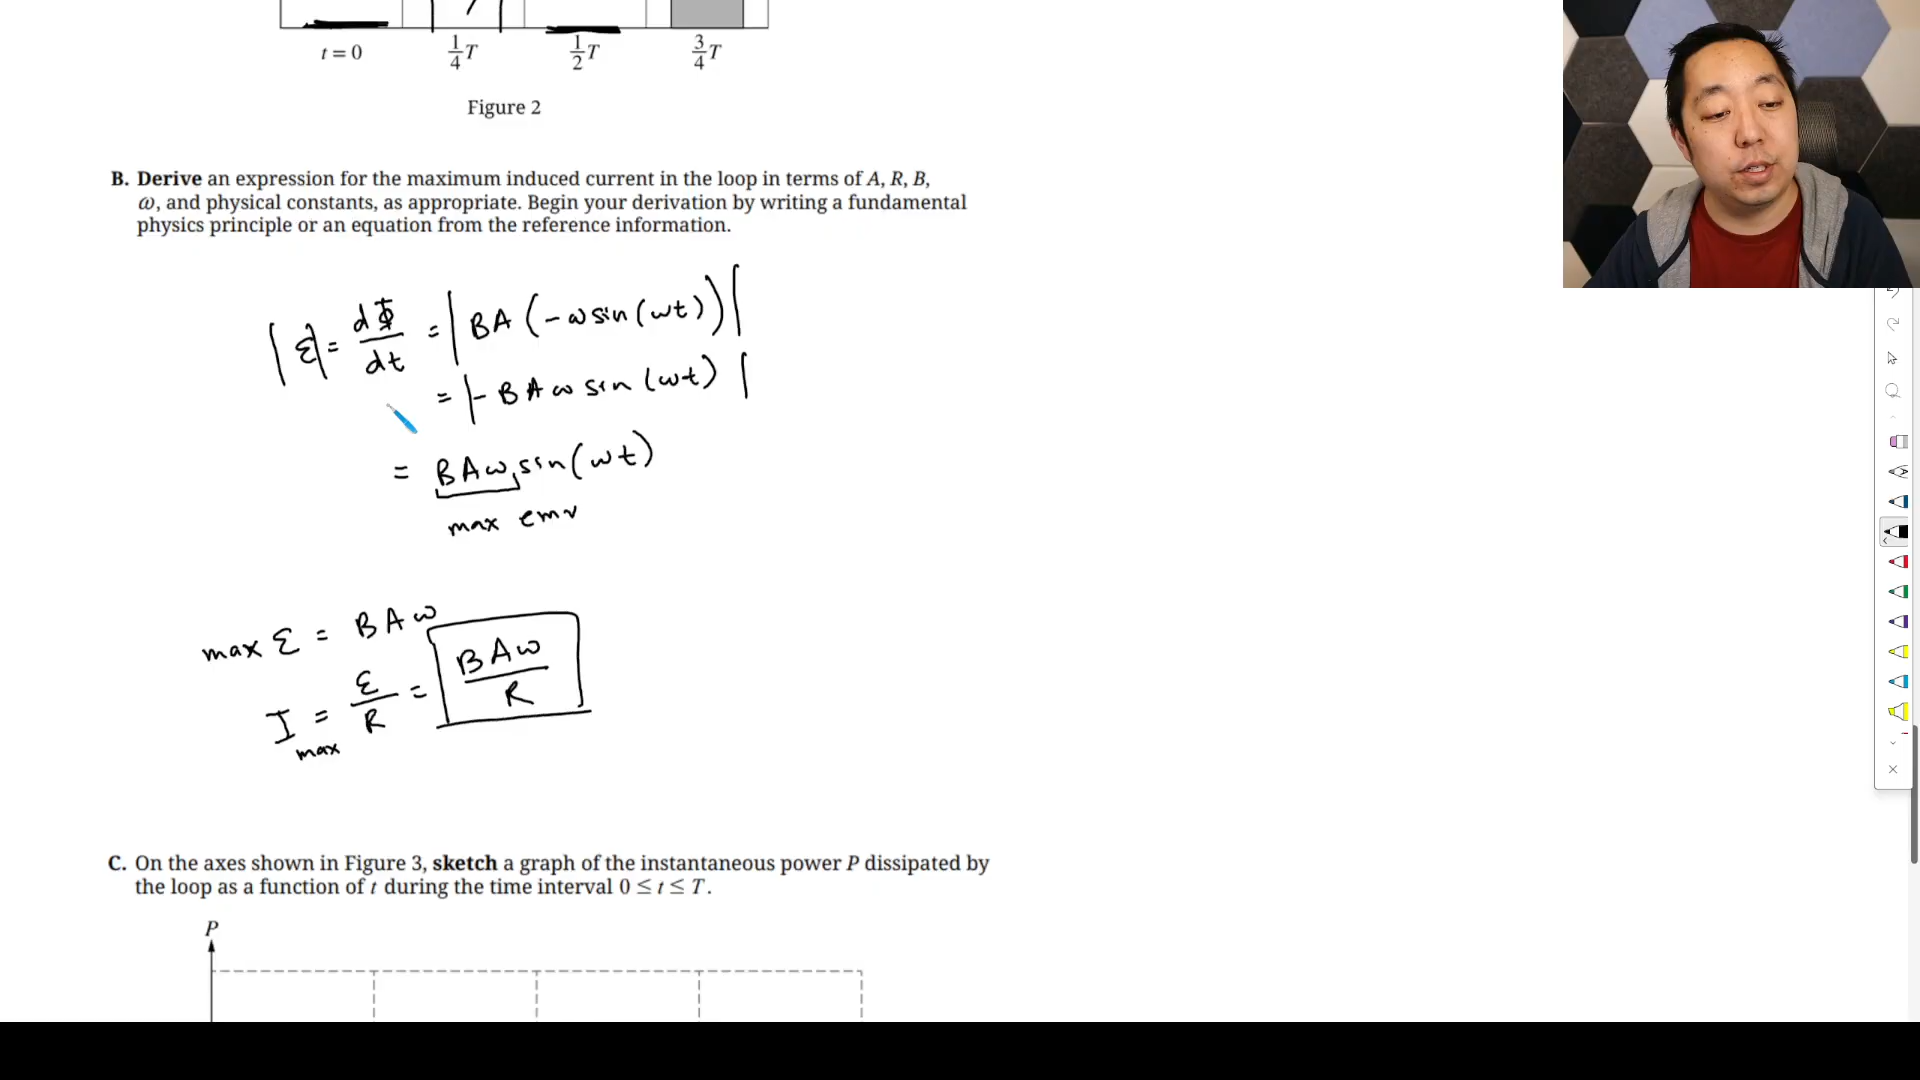 t = 0 1/4 T 1/2 T 3/4 T
Figure 2
B. Derive an expression for the maximum induced current in the loop in terms of A, R, B,
ω, and physical constants, as appropriate. Begin your derivation by writing a fundamental
physics principle or an equation from the reference information.
|ε| = dΦ/dt = |BA(-ω sin(ωt))|
= |- BAω sin(ωt)|
= BAω sin(ωt)
max emf
max ε = BAω
I max = ε/R = BAω/R
C. On the axes shown in Figure 3, sketch a graph of the instantaneous power P dissipated by
the loop as a function of t during the time interval 0 ≤ t ≤ T.
P